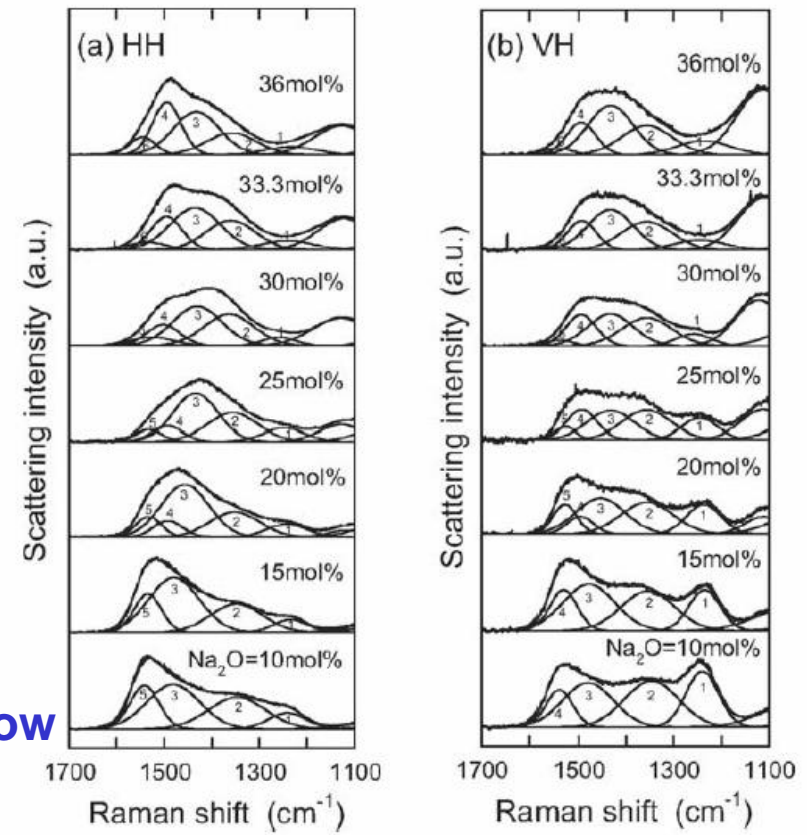 (a) HH
36mol%
33.3mol%
30mol%
25mol%
20mol%
15mol%
Na₂O=10mol%
Scattering intensity (a.u.)
1700 1500 1300 1100
Raman shift (cm⁻¹)
(b) VH
36mol%
33.3mol%
30mol%
25mol%
20mol%
15mol%
Na₂O=10mol%
Scattering intensity (a.u.)
1700 1500 1300 1100
Raman shift (cm⁻¹)
ow